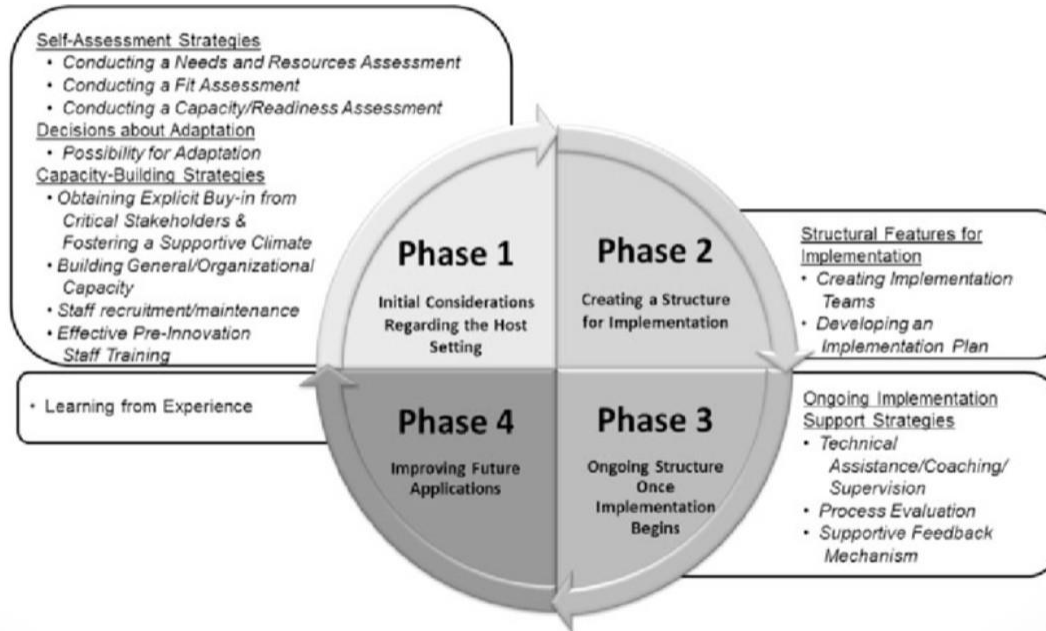 Self-Assessment Strategies
• Conducting a Needs and Resources Assessment
• Conducting a Fit Assessment
• Conducting a Capacity/Readiness Assessment
Decisions about Adaptation
• Possibility for Adaptation
Capacity-Building Strategies
• Obtaining Explicit Buy-in from
Critical Stakeholders &
Fostering a Supportive Climate
• Building General/Organizational
Capacity
• Staff recruitment/maintenance
• Effective Pre-Innovation
Staff Training
Phase 1
Initial Considerations
Regarding the Host
Setting
Phase 2
Creating a Structure
for Implementation
Structural Features for
Implementation
• Creating Implementation
Teams
• Developing an
Implementation Plan
Phase 3
Ongoing Structure
Once
Implementation
Begins
Ongoing Implementation
Support Strategies
• Technical
Assistance/Coaching/
Supervision
• Process Evaluation
• Supportive Feedback
Mechanism
Phase 4
Improving Future
Applications
• Learning from Experience